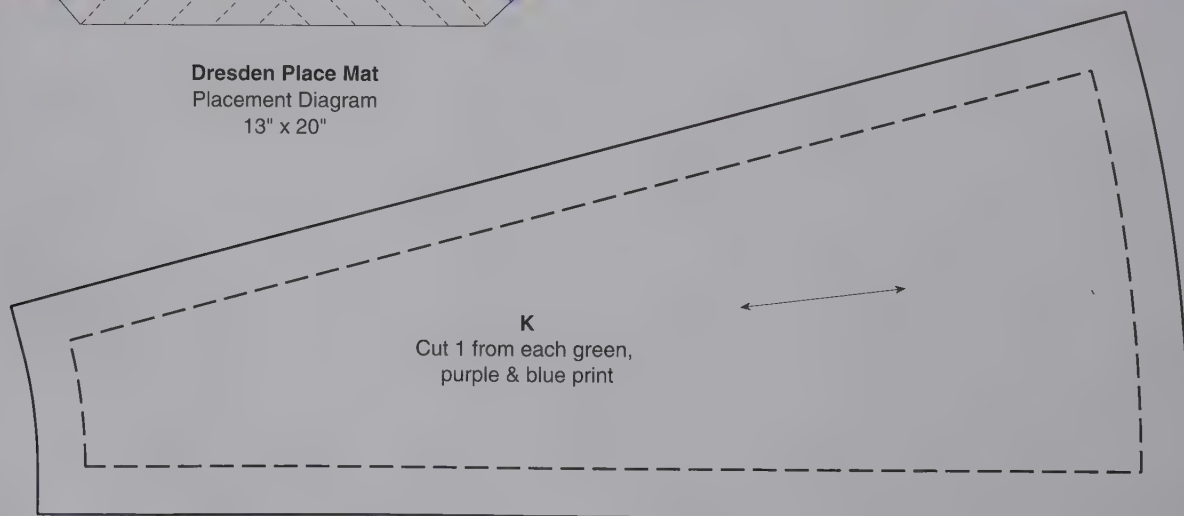 Dresden Place Mat
Placement Diagram
13" x 20"
K
Cut 1 from each green,
purple & blue print